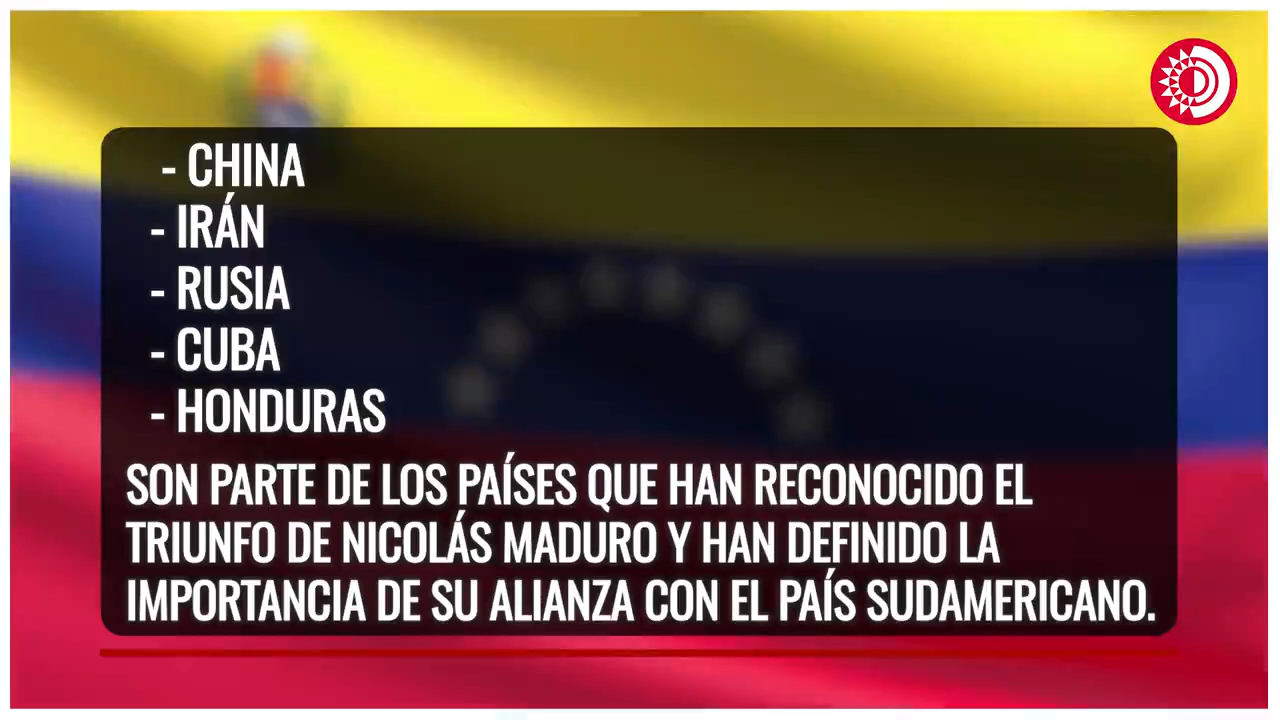 - CHINA
- IRÁN
- RUSIA
- CUBA
- HONDURAS
SON PARTE DE LOS PAÍSES QUE HAN RECONOCIDO EL
TRIUNFO DE NICOLÁS MADURO Y HAN DEFINIDO LA
IMPORTANCIA DE SU ALIANZA CON EL PAÍS SUDAMERICANO.